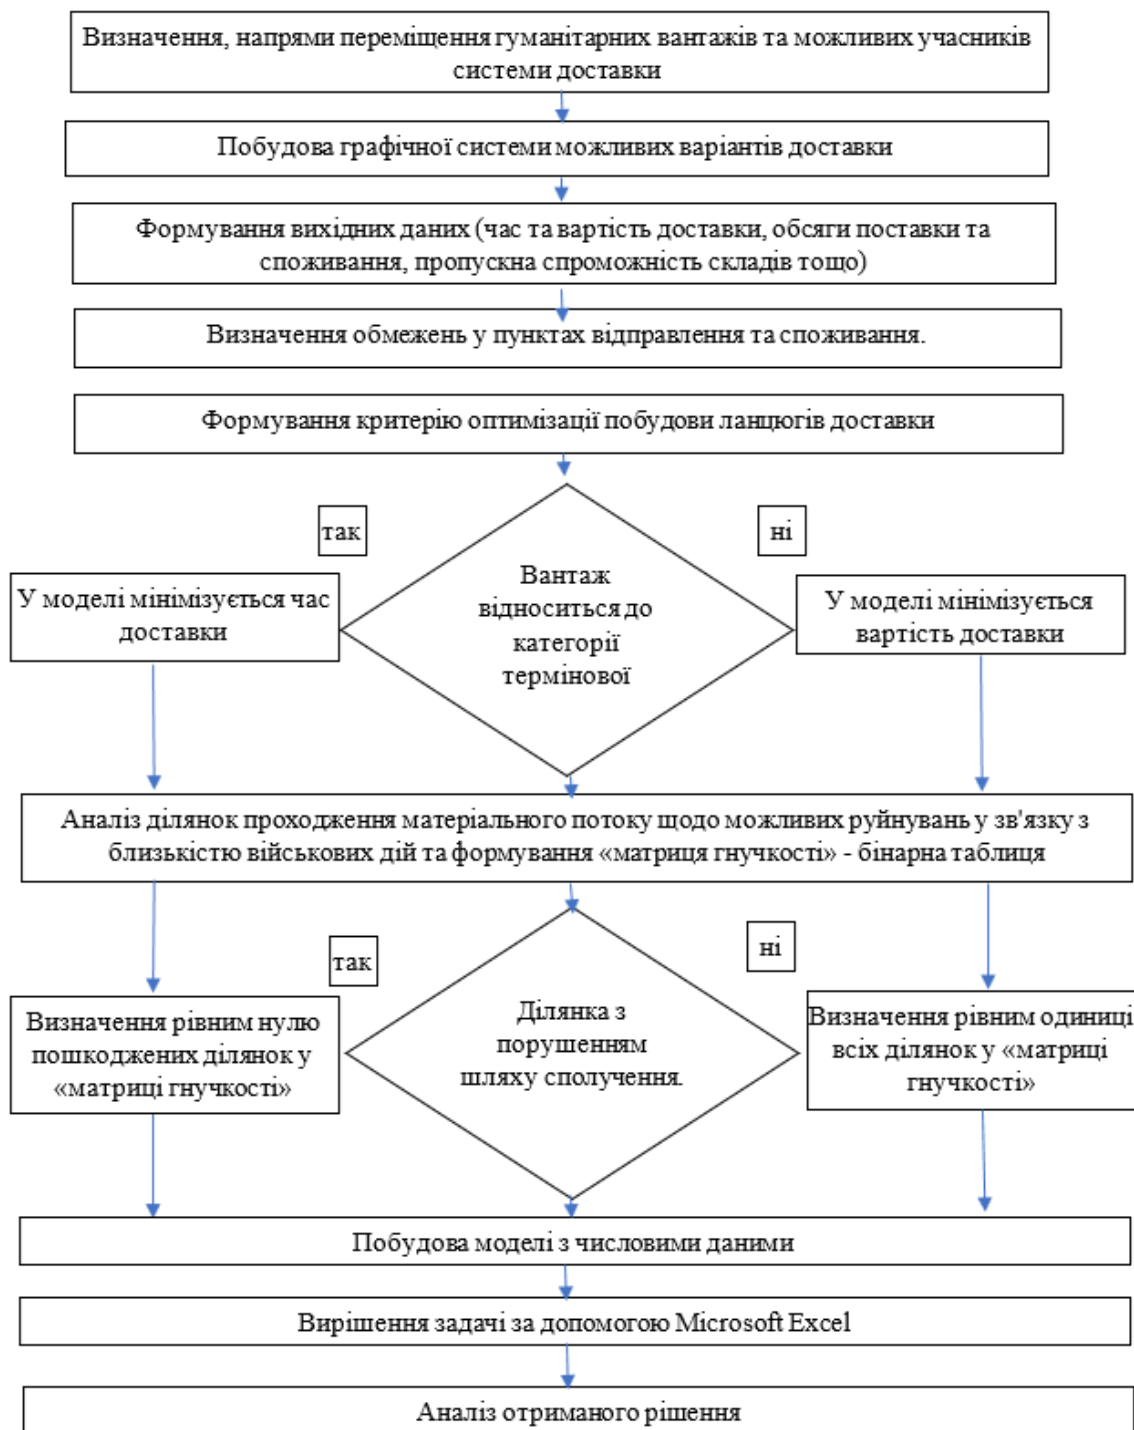 Визначення, напрями переміщення гуманітарних вантажів та можливих учасників
системи доставки
Побудова графічної системи можливих варіантів доставки
Формування вихідних даних (час та вартість доставки, обсяги поставки та
споживання, пропускна спроможність складів тощо)
Визначення обмежень у пунктах відправлення та споживання.
Формування критерію оптимізації побудови ланцюгів доставки
так
ні
У моделі мінімізується час
доставки
Вантаж
відноситься до
категорії
термінової
У моделі мінімізується
вартість доставки
Аналіз ділянок проходження матеріального потоку щодо можливих руйнувань у зв'язку з
близькістю військових дій та формування «матриця гнучкості» - бінарна таблиця
так
ні
Визначення рівним нулю
пошкоджених ділянок у
«матриці гнучкості»
Ділянка з
порушенням
шляху сполучення.
Визначення рівним одиниці
всіх ділянок у «матриці
гнучкості»
Побудова моделі з числовими даними
Вирішення задачі за допомогою Microsoft Excel
Аналіз отриманого рішення